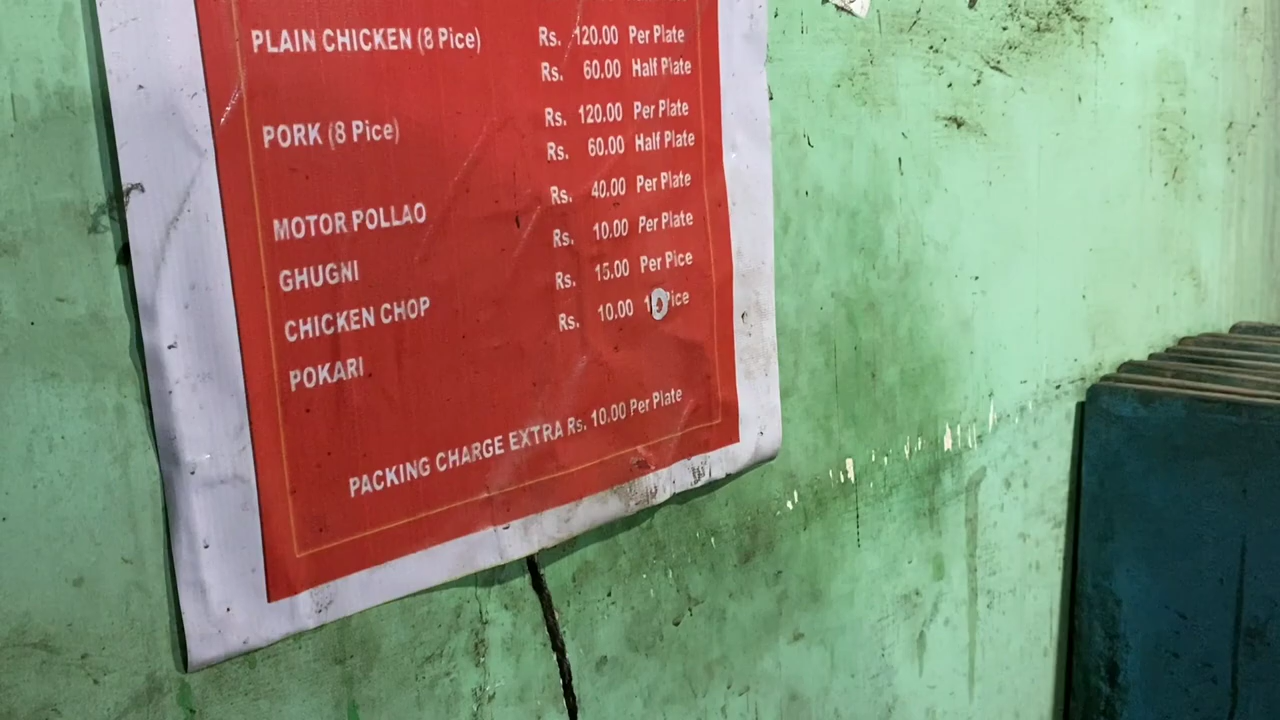 PLAIN CHICKEN (8 Pice) Rs. 120.00 Per Plate
Rs. 60.00 Half Plate
PORK (8 Pice) Rs. 120.00 Per Plate
Rs. 60.00 Half Plate
MOTOR POLLAO Rs. 40.00 Per Plate
GHUGNI Rs. 10.00 Per Plate
CHICKEN CHOP Rs. 15.00 Per Pice
POKARI Rs. 10.00 Pice
PACKING CHARGE EXTRA Rs. 10.00 Per Plate